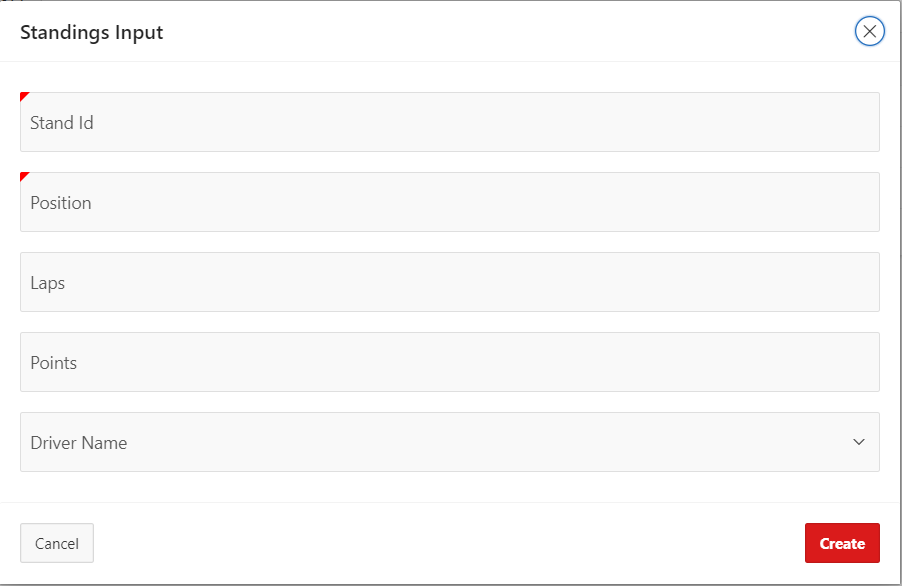 Standings Input
Stand Id
Position
Laps
Points
Driver Name
Cancel
Create